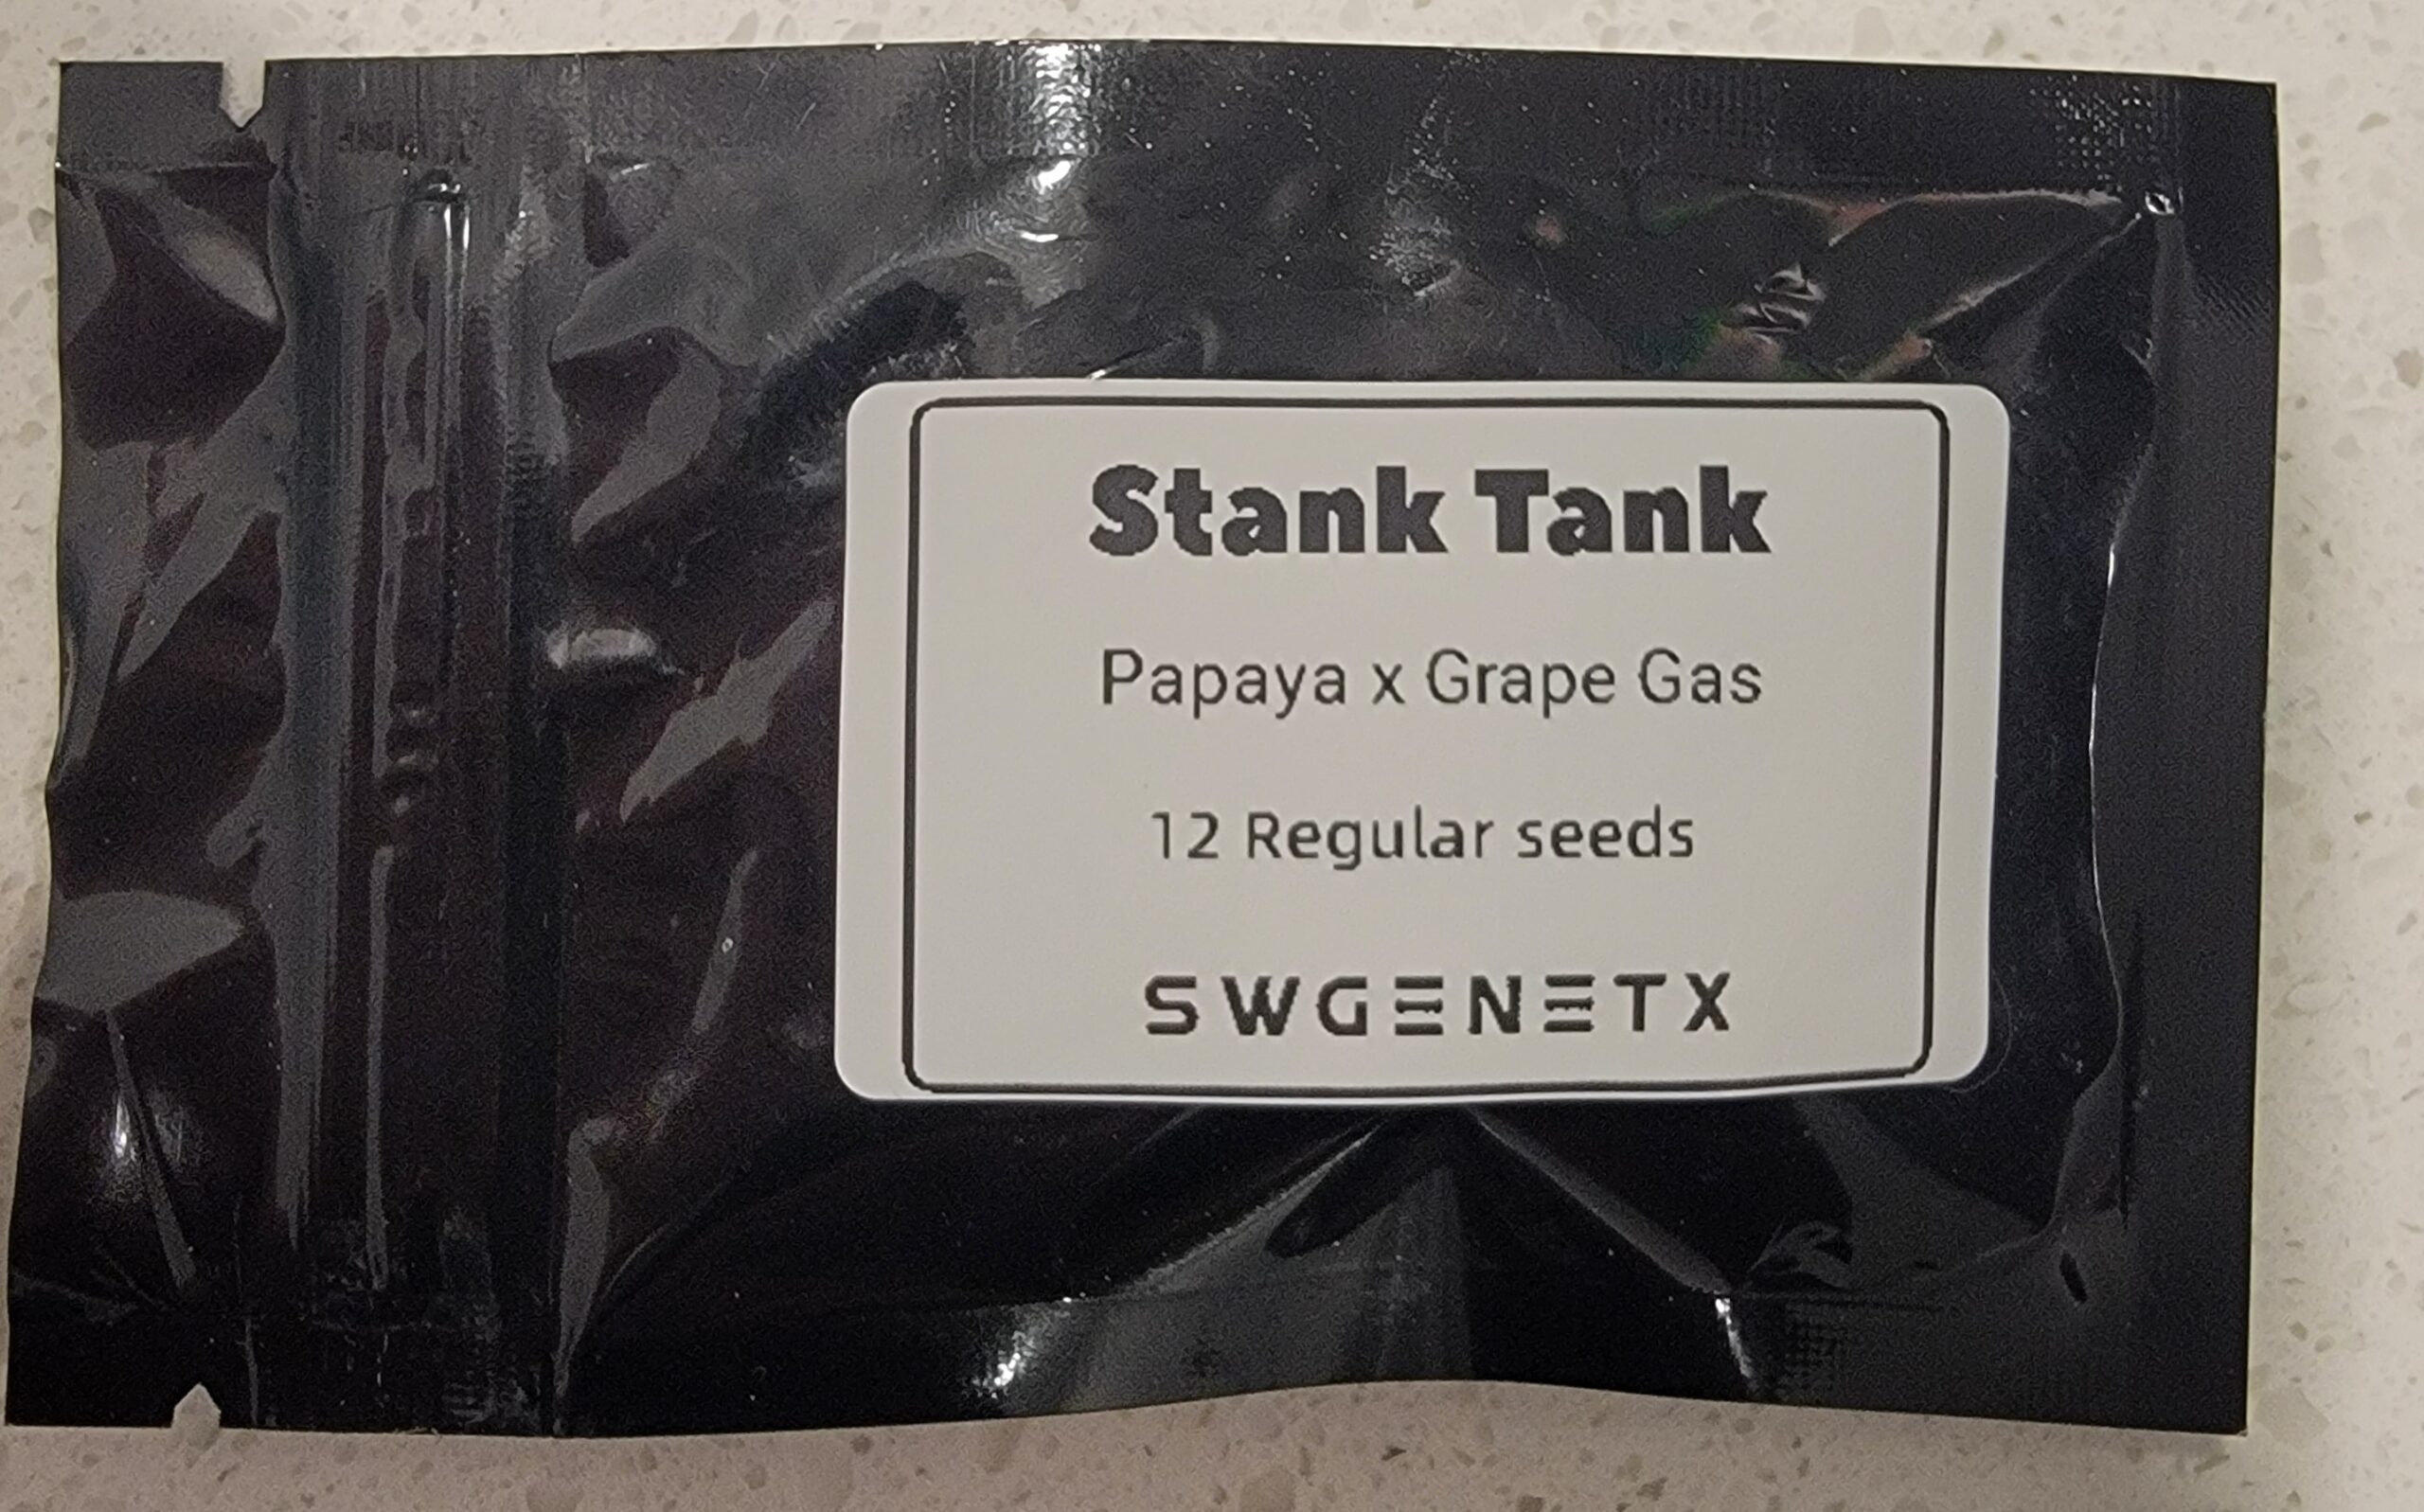 Stank Tank
Papaya x Grape Gas
12 Regular seeds
SWGENETX